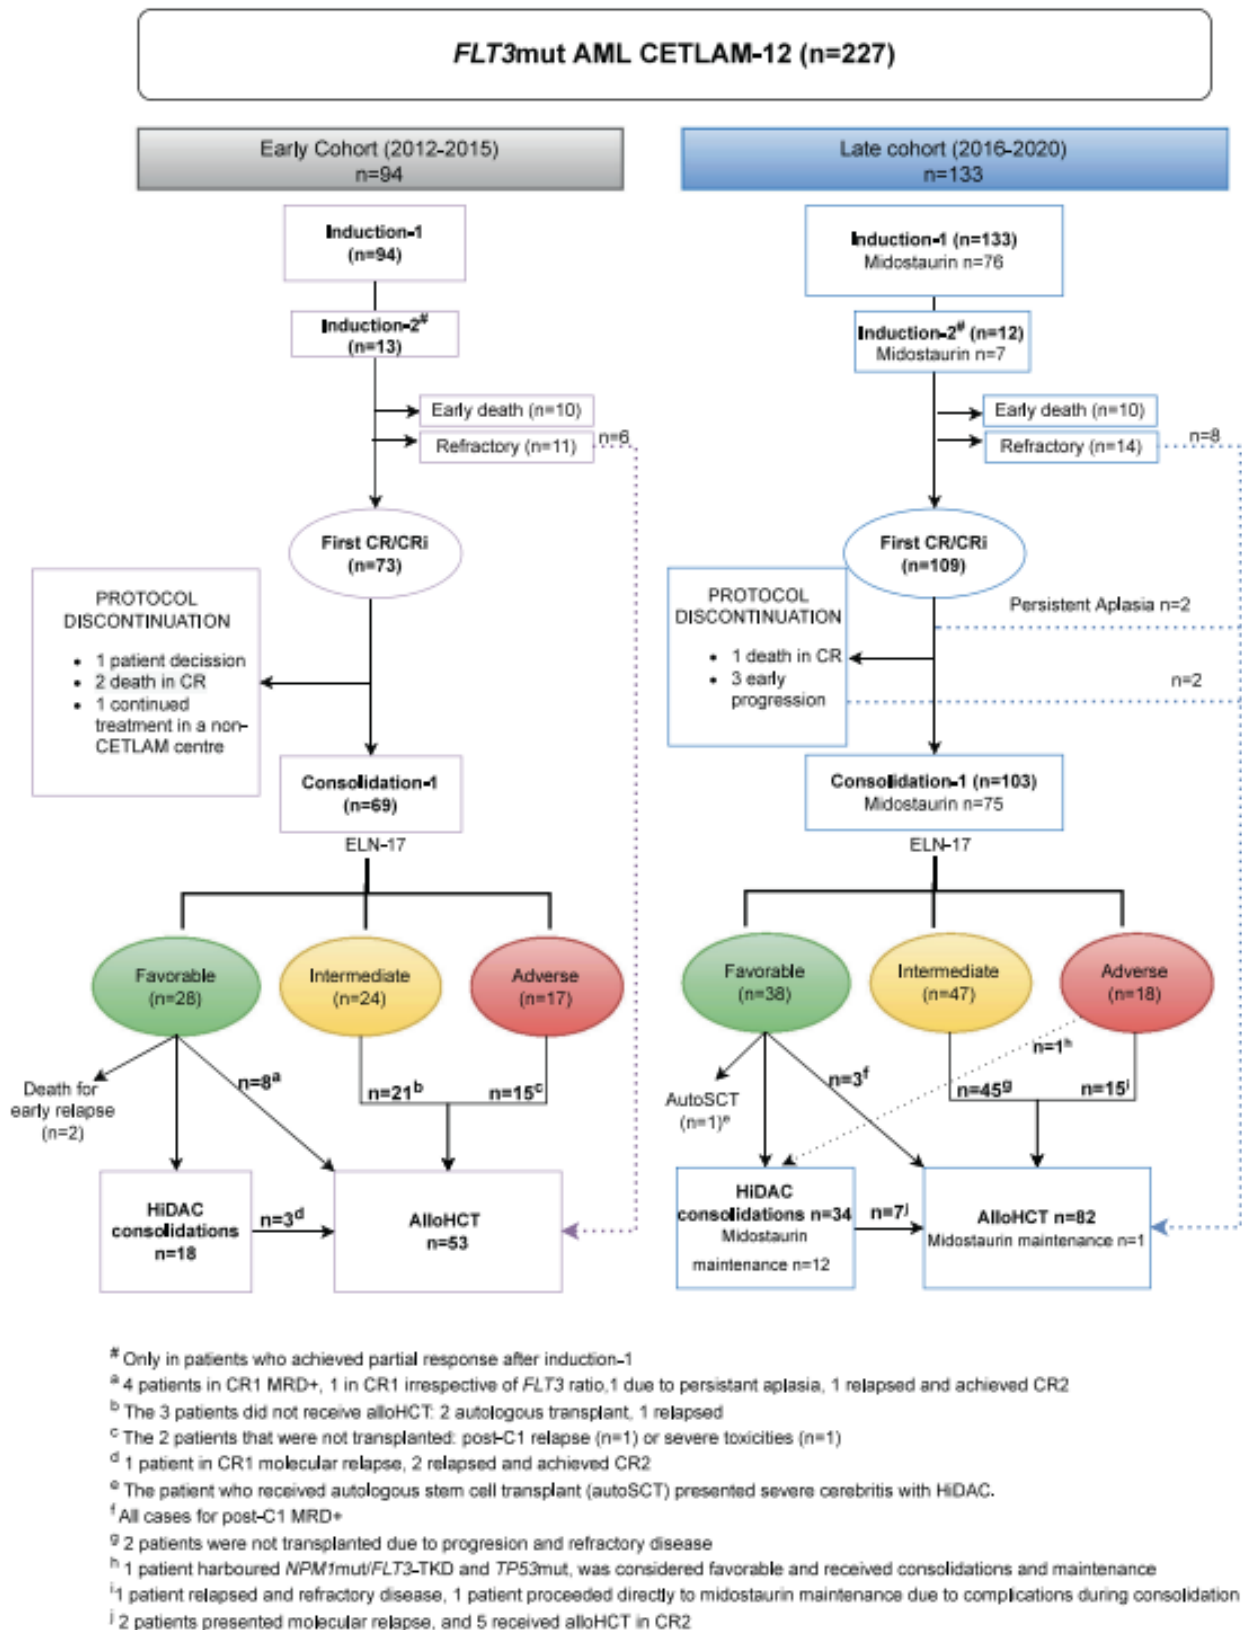 FLT3mut AML CETLAM-12 (n=227)
Early Cohort (2012-2015)
n=94
Late cohort (2016-2020)
n=133
Induction-1
(n=94)
Induction-1 (n=133)
Midostaurin n=76
Induction-2#
(n=13)
Induction-2# (n=12)
Midostaurin n=7
Early death (n=10)
Refractory (n=11)
n=6
Early death (n=10)
Refractory (n=14)
n=8
First CR/CRi
(n=73)
First CR/CRi
(n=109)
PROTOCOL
DISCONTINUATION
• 1 patient decission
• 2 death in CR
• 1 continued
treatment in a non-
CETLAM centre
PROTOCOL
DISCONTINUATION
• 1 death in CR
• 3 early
progression
Persistent Aplasia n=2
n=2
Consolidation-1
(n=69)
Consolidation-1 (n=103)
Midostaurin n=75
ELN-17
ELN-17
Favorable
(n=28)
Intermediate
(n=24)
Adverse
(n=17)
Favorable
(n=38)
Intermediate
(n=47)
Adverse
(n=18)
Death for
early relapse
(n=2)
n=8a
n=21b
n=15c
AutoSCT
(n=1)e
n=3f
n=1h
n=45g
n=15i
HiDAC
consolidations
n=18
n=3d
AlloHCT
n=53
HiDAC
consolidations n=34
Midostaurin
maintenance n=12
n=7j
AlloHCT n=82
Midostaurin maintenance n=1
# Only in patients who achieved partial response after induction-1
a 4 patients in CR1 MRD+, 1 in CR1 irrespective of FLT3 ratio,1 due to persistant aplasia, 1 relapsed and achieved CR2
b The 3 patients did not receive alloHCT: 2 autologous transplant, 1 relapsed
c The 2 patients that were not transplanted: post-C1 relapse (n=1) or severe toxicities (n=1)
d 1 patient in CR1 molecular relapse, 2 relapsed and achieved CR2
e The patient who received autologous stem cell transplant (autoSCT) presented severe cerebritis with HiDAC.
f All cases for post-C1 MRD+
g 2 patients were not transplanted due to progresion and refractory disease
h 1 patient harboured NPM1mut/FLT3-TKD and TP53mut, was considered favorable and received consolidations and maintenance
i 1 patient relapsed and refractory disease, 1 patient proceeded directly to midostaurin maintenance due to complications during consolidation
j 2 patients presented molecular relapse, and 5 received alloHCT in CR2